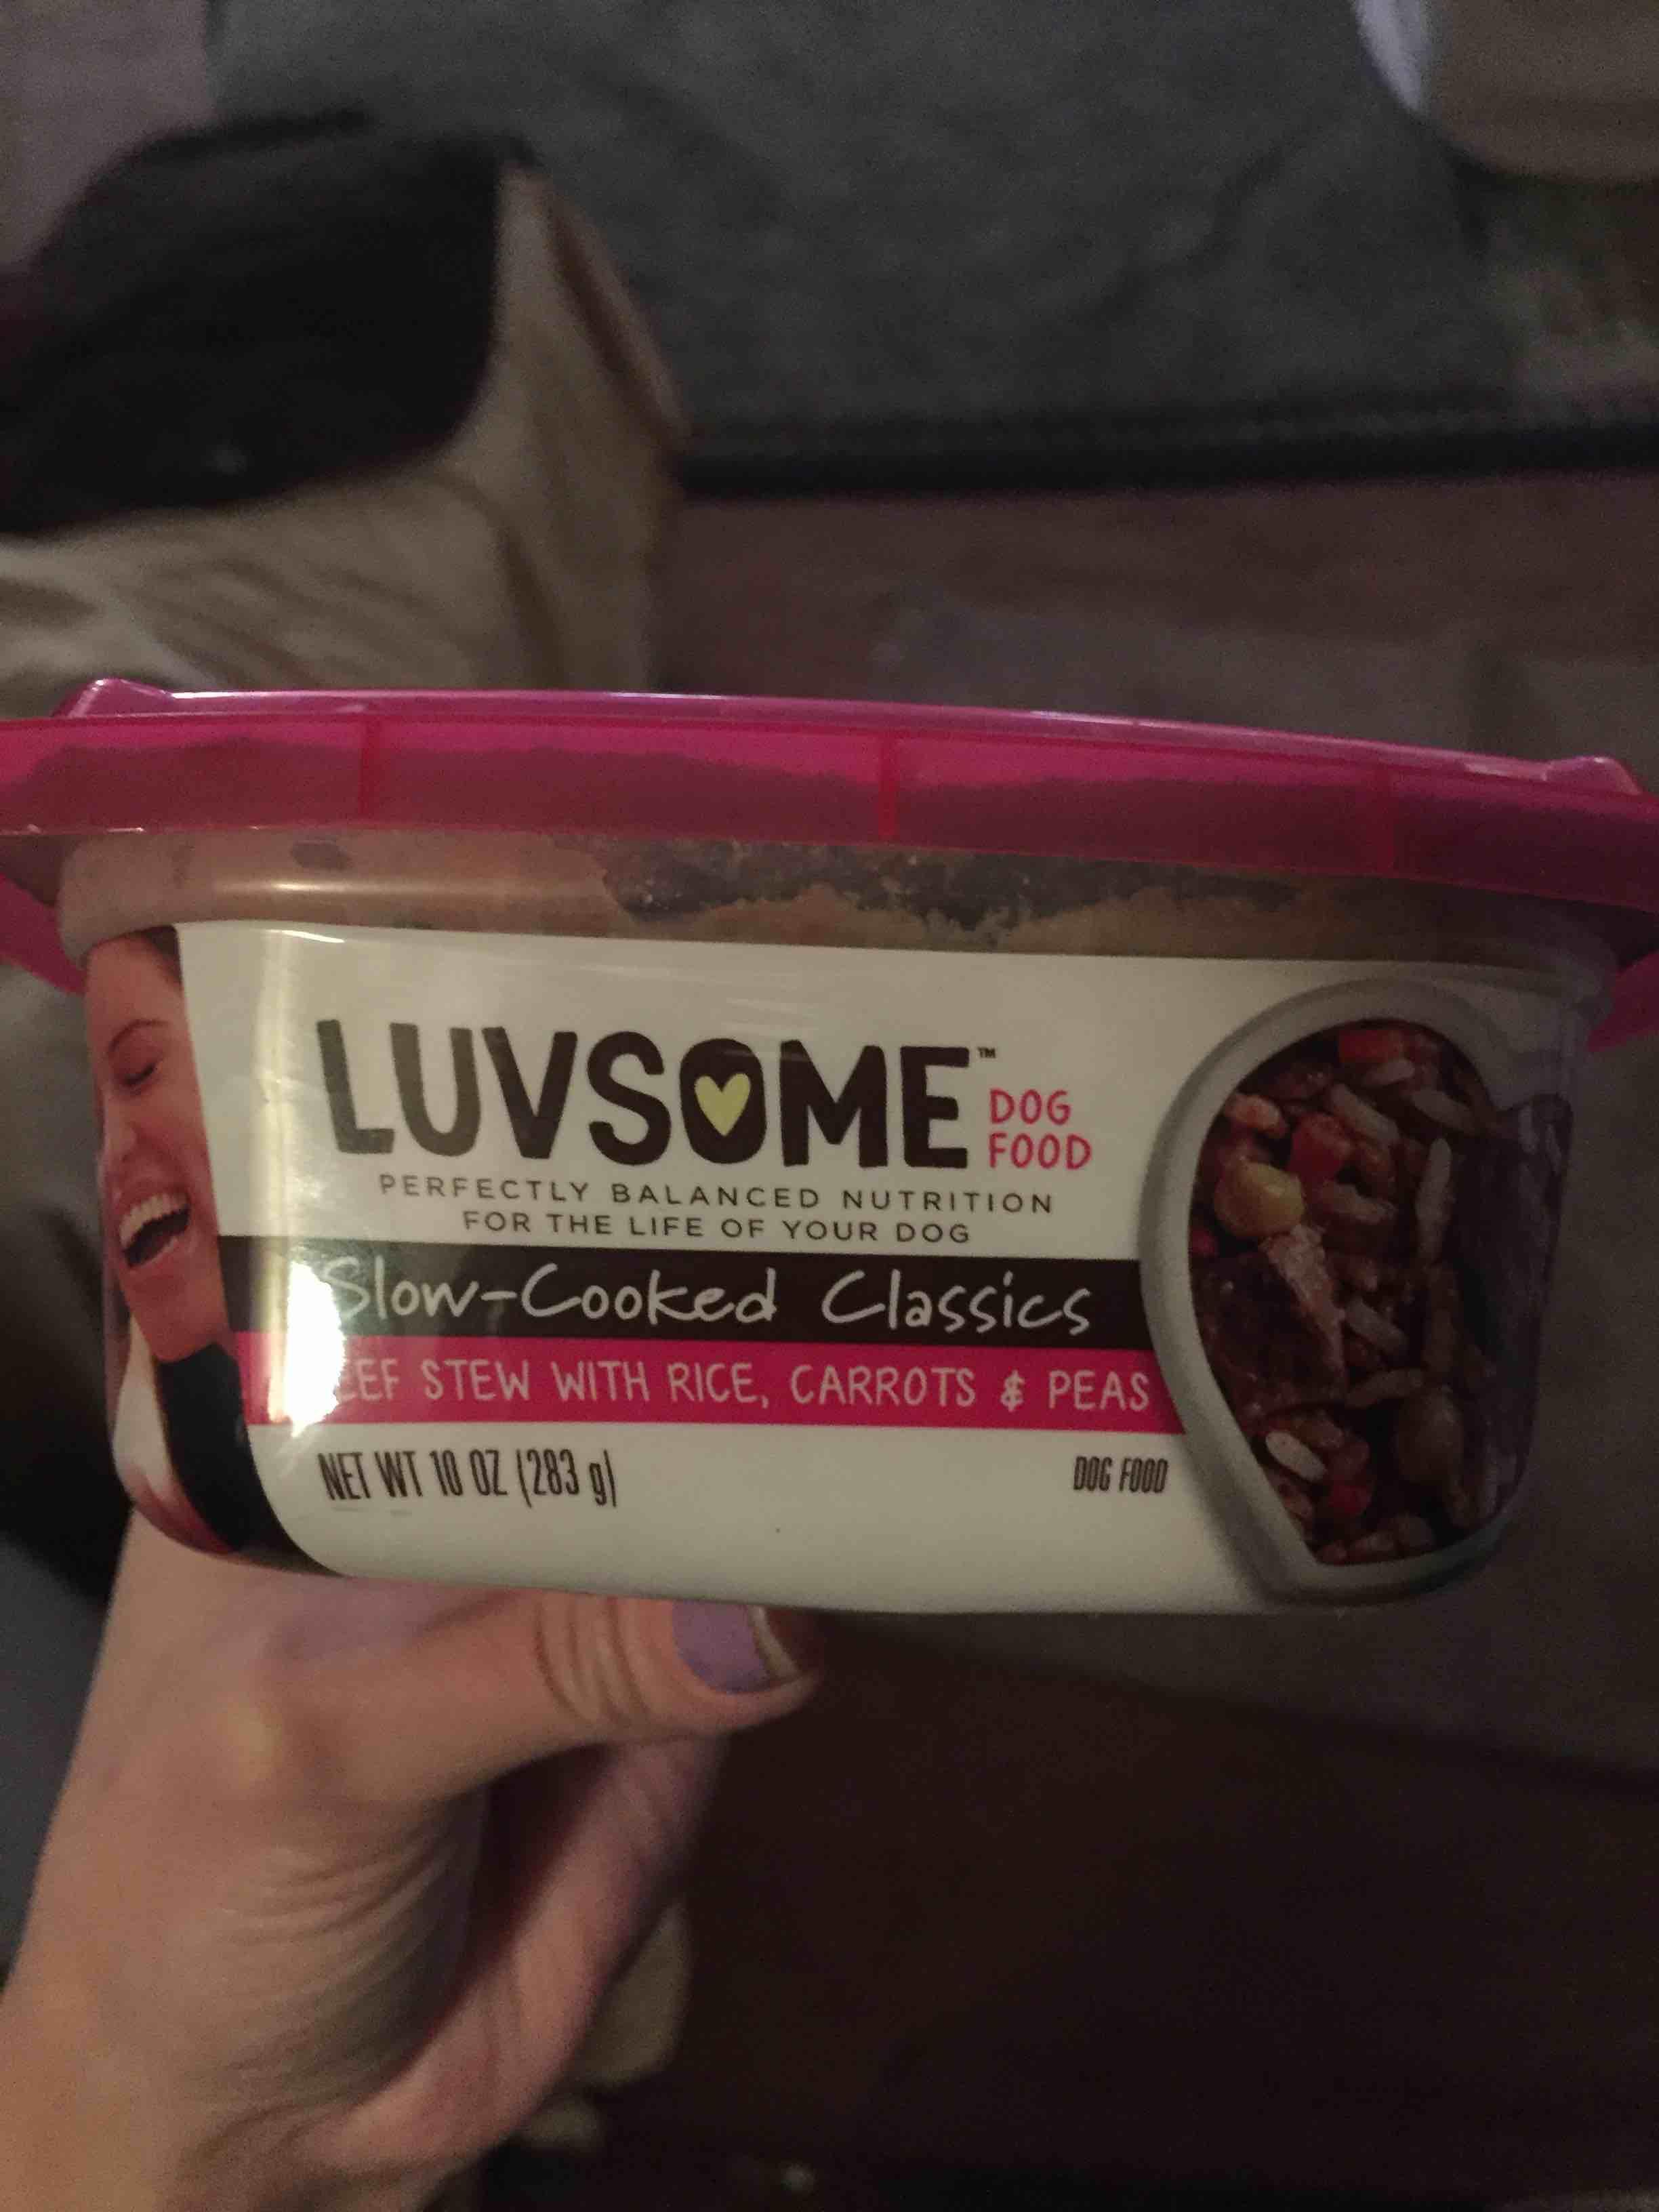 LUVSOME™
DOG
FOOD
PERFECTLY BALANCED NUTRITION
FOR THE LIFE OF YOUR DOG
Slow-Cooked Classics
EEF STEW WITH RICE, CARROTS & PEAS
NET WT 10 OZ (283 g)
DOG FOOD